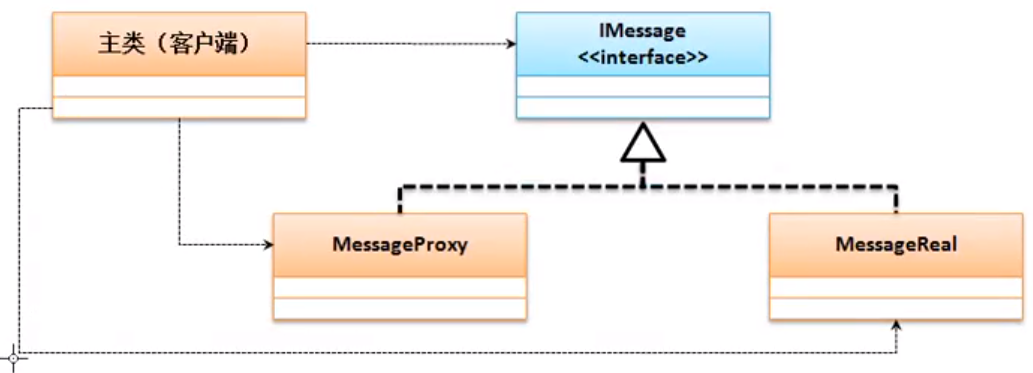 主类（客户端）
IMessage
<<interface>>
MessageProxy
MessageReal